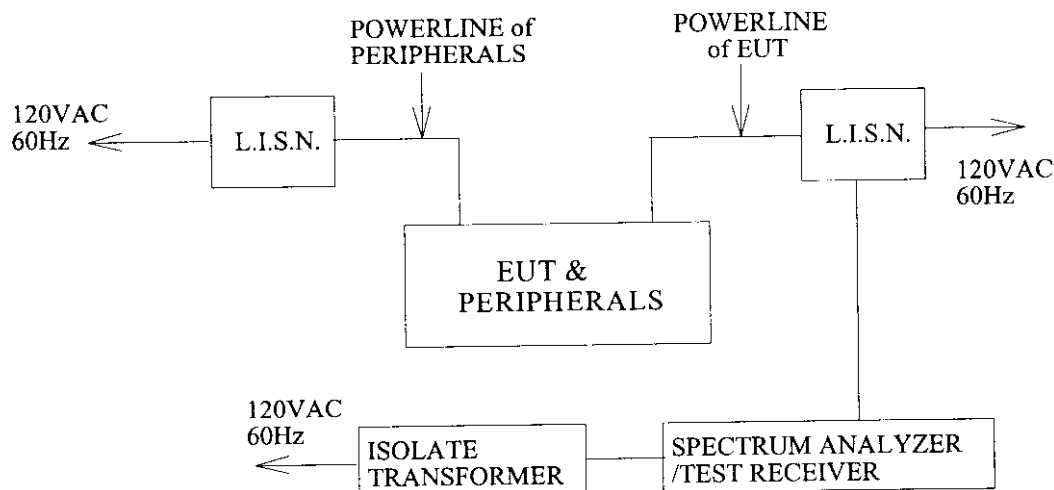 POWERLINE of
PERIPHERALS
POWERLINE
of EUT
120VAC
60Hz
L.I.S.N.
L.I.S.N.
120VAC
60Hz
EUT &
PERIPHERALS
120VAC
60Hz
ISOLATE
TRANSFORMER
SPECTRUM ANALYZER
/TEST RECEIVER